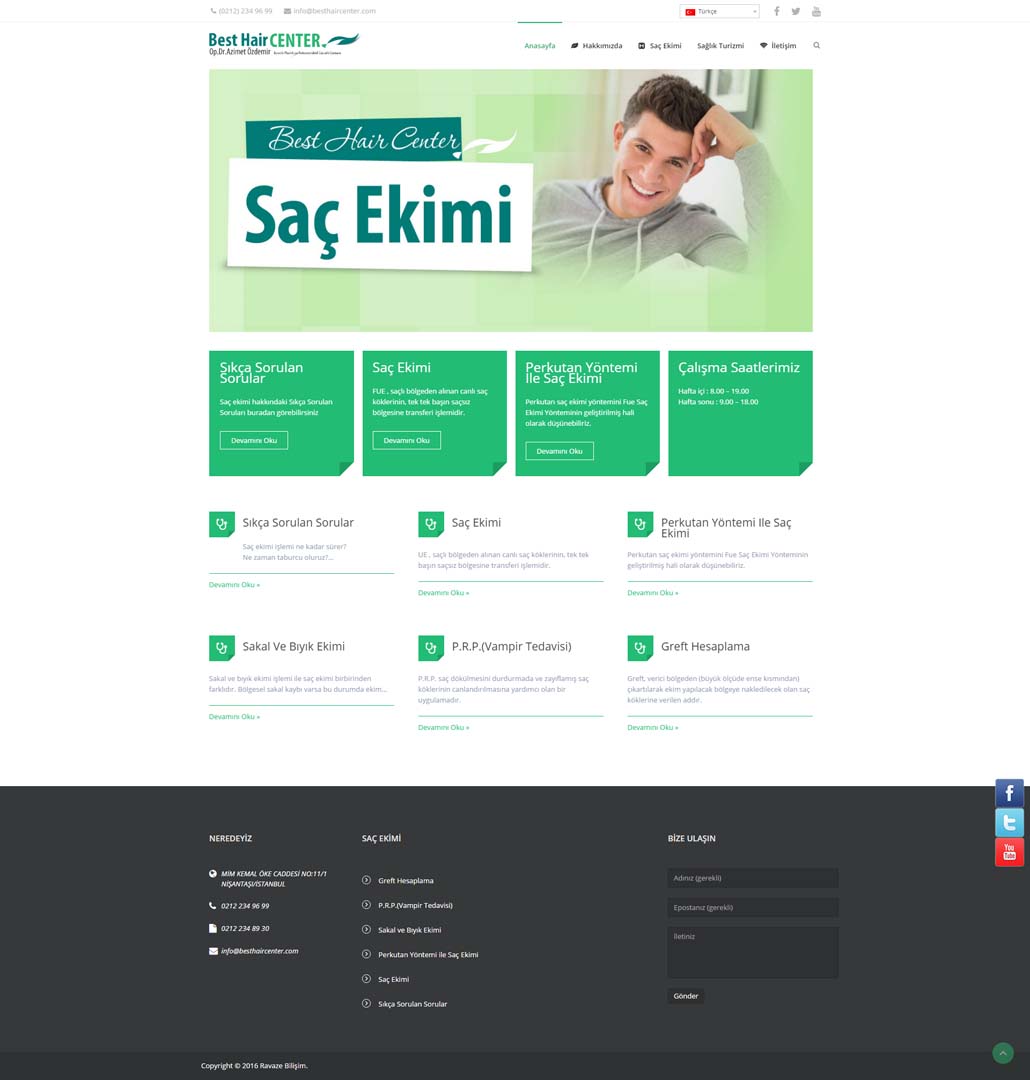 (0212) 234 96 99
info@besthaircenter.com
Türkçe
Best Hair CENTER
Op.Dr.Azimet Özdemir
Anasayfa
Hakkımızda
Saç Ekimi
Sağlık Turizmi
İletişim
Best Hair Center
Saç Ekimi
Sıkça Sorulan
Sorular
Saç ekimi hakkındaki Sıkça Sorulan
Soruları buradan görebilirsiniz
Devamını Oku
Saç Ekimi
FUE , saçlı bölgeden alınan canlı saç
köklerinin, tek tek başın saçsız
bölgesine transferi işlemidir.
Devamını Oku
Perkutan Yöntemi
Ile Saç Ekimi
Perkutan saç ekimi yöntemini Fue Saç
Ekimi Yönteminin geliştirilmiş hali
olarak düşünebiliriz.
Devamını Oku
Çalışma Saatlerimiz
Hafta içi : 8.00 – 19.00
Hafta sonu : 9.00 – 18.00
Sıkça Sorulan Sorular
Saç ekimi işlemi ne kadar sürer?
Ne zaman taburcu oluruz?...
Devamını Oku »
Saç Ekimi
UE , saçlı bölgeden alınan canlı saç köklerinin, tek tek
başın saçsız bölgesine transferi işlemidir.
Devamını Oku »
Perkutan Yöntemi Ile Saç
Ekimi
Perkutan saç ekimi yöntemini Fue Saç Ekimi Yönteminin
geliştirilmiş hali olarak düşünebiliriz.
Devamını Oku »
Sakal Ve Bıyık Ekimi
Sakal ve bıyık ekimi işlemi ile saç ekimi birbirinden
farklıdır. Bölgesel sakal kaybı varsa bu durumda ekim...
Devamını Oku »
P.R.P.(Vampir Tedavisi)
P.R.P. saç dökülmesini durdurmada ve zayıflamış saç
köklerinin canlandırılmasına yardımcı olan bir
uygulamadır.
Devamını Oku »
Greft Hesaplama
Greft, verici bölgeden (büyük ölçüde ense kısmından)
çıkartılarak ekim yapılacak bölgeye nakledilecek olan saç
köklerine verilen addır.
Devamını Oku »
NEREDEYİZ
MİM KEMAL ÖKE CADDESİ NO:11/1
NİŞANTAŞI/İSTANBUL
0212 234 96 99
0212 234 89 30
info@besthaircenter.com
SAÇ EKİMİ
Greft Hesaplama
P.R.P.(Vampir Tedavisi)
Sakal ve Bıyık Ekimi
Perkutan Yöntemi ile Saç Ekimi
Saç Ekimi
Sıkça Sorulan Sorular
BİZE ULAŞIN
Adınız (gerekli)
Epostanız (gerekli)
İletiniz
Gönder
You
Tube
Copyright © 2016 Ravaze Bilişim.